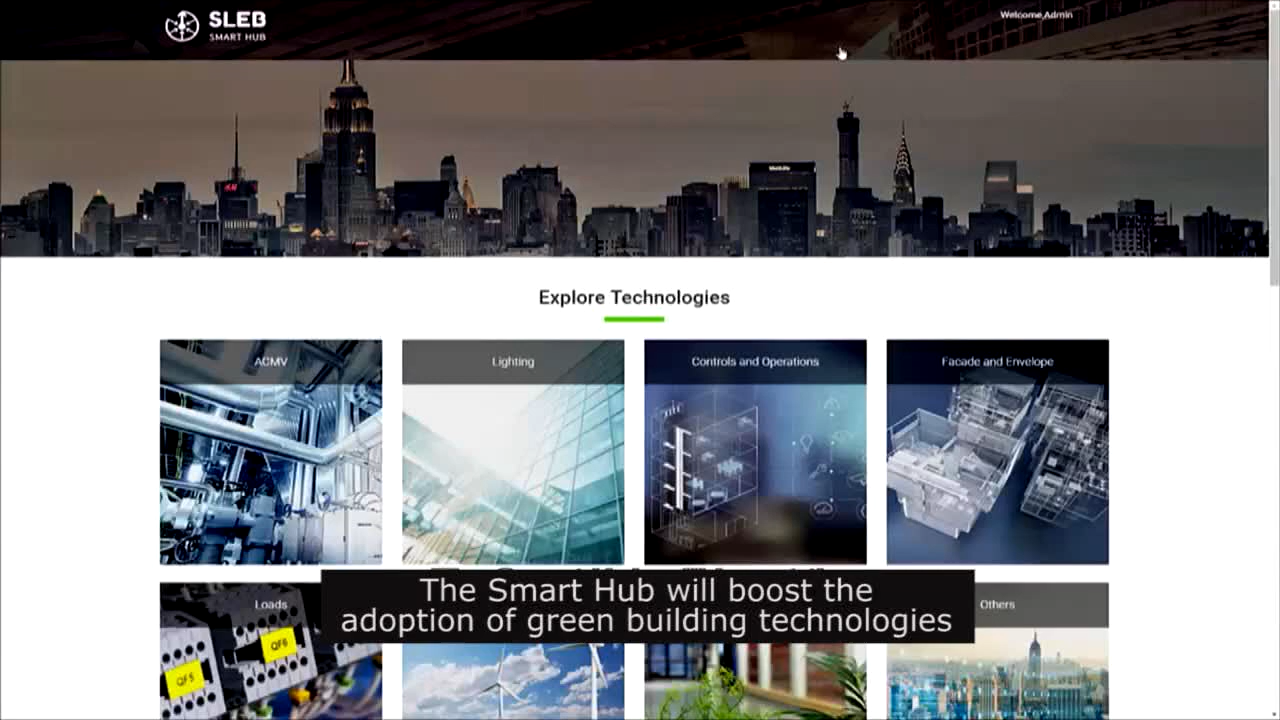 SLEB
SMART HUB
Welcome,Admin
H&M
Explore Technologies
ACMV
Lighting
Controls and Operations
Facade and Envelope
Loads
Others
QF6
QF5
The Smart Hub will boost the
adoption of green building technologies